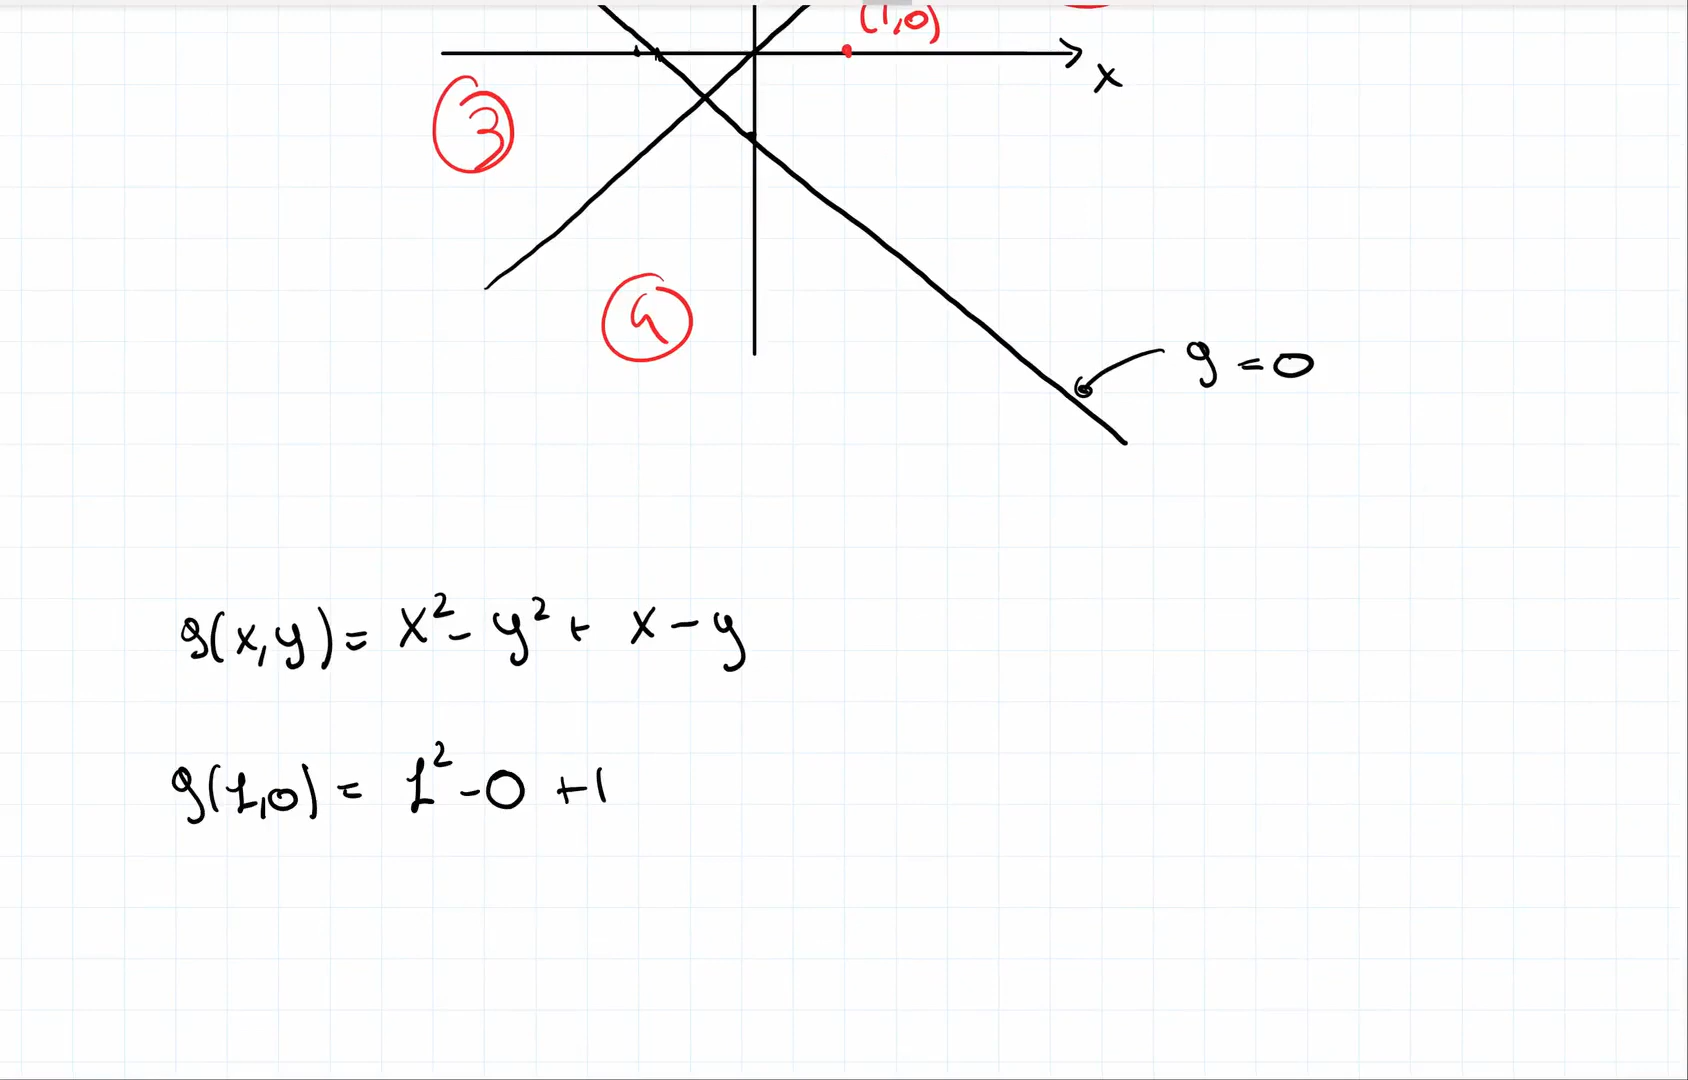 (1,0)
x
3
4
g = 0
g(x,y) = x² - y² + x - y
g(1,0) = 1² - 0 + 1